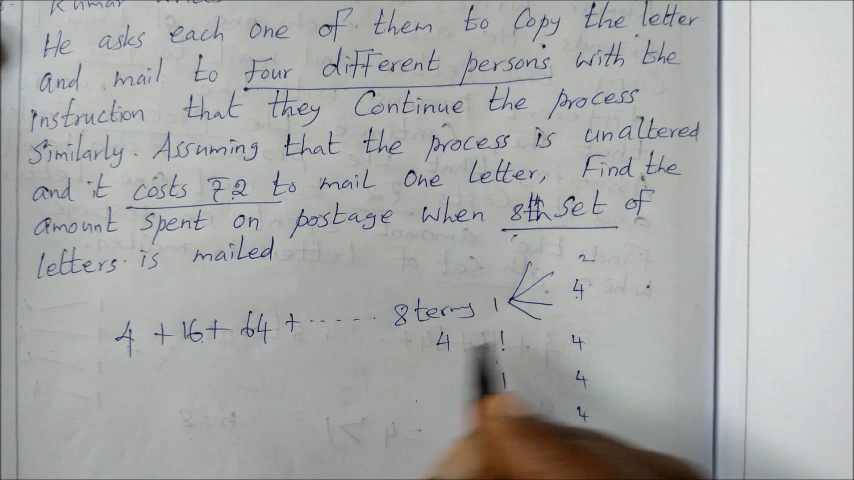 Kumar
He asks each one of them to Copy the letter
and mail to Four different persons with the
instruction that they Continue the process
Similarly. Assuming that the process is unaltered
and it costs ₹2 to mail One letter, Find the
amount spent on postage when 8th Set of
letters is mailed
2
4
4 + 16 + 64 + ...... 8 terms 1
4 1 4
1 4
4